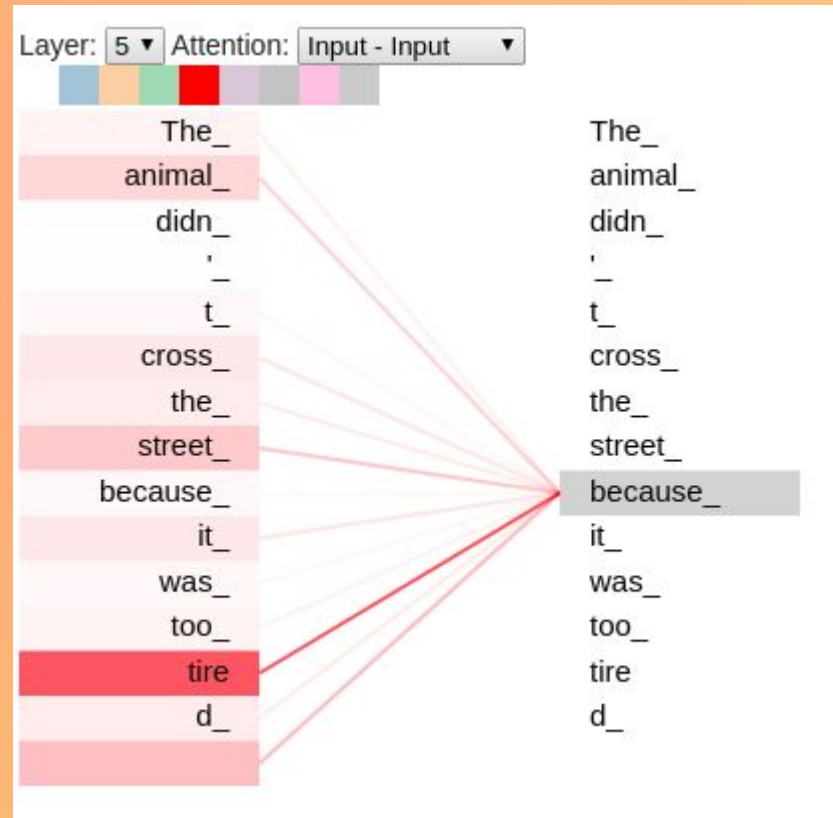 Layer: 5 Attention: Input - Input
The_ The_
animal_ animal_
didn_ didn_
'_ '_
t_ t_
cross_ cross_
the_ the_
street_ street_
because_ because_
it_ it_
was_ was_
too_ too_
tire tire
d_ d_